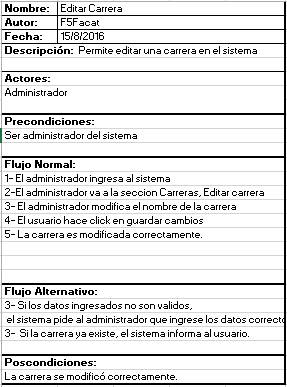 Nombre: Editar Carrera
Autor: F5Facat
Fecha: 15/8/2016
Descripción: Permite editar una carrera en el sistema
Actores:
Administrador
Precondiciones:
Ser administrador del sistema
Flujo Normal:
1- El administrador ingresa al sistema
2-El administrador va a la seccion Carreras, Editar carrera
3- El administrador modifica el nombre de la carrera
4- El usuario hace click en guardar cambios
5- La carrera es modificada correctamente.
Flujo Alternativo:
3- Si los datos ingresados no son validos,
el sistema pide al administrador que ingrese los datos correcto
3- Si la carrera ya existe, el sistema informa al usuario.
Poscondiciones:
La carrera se modificó correctamente.